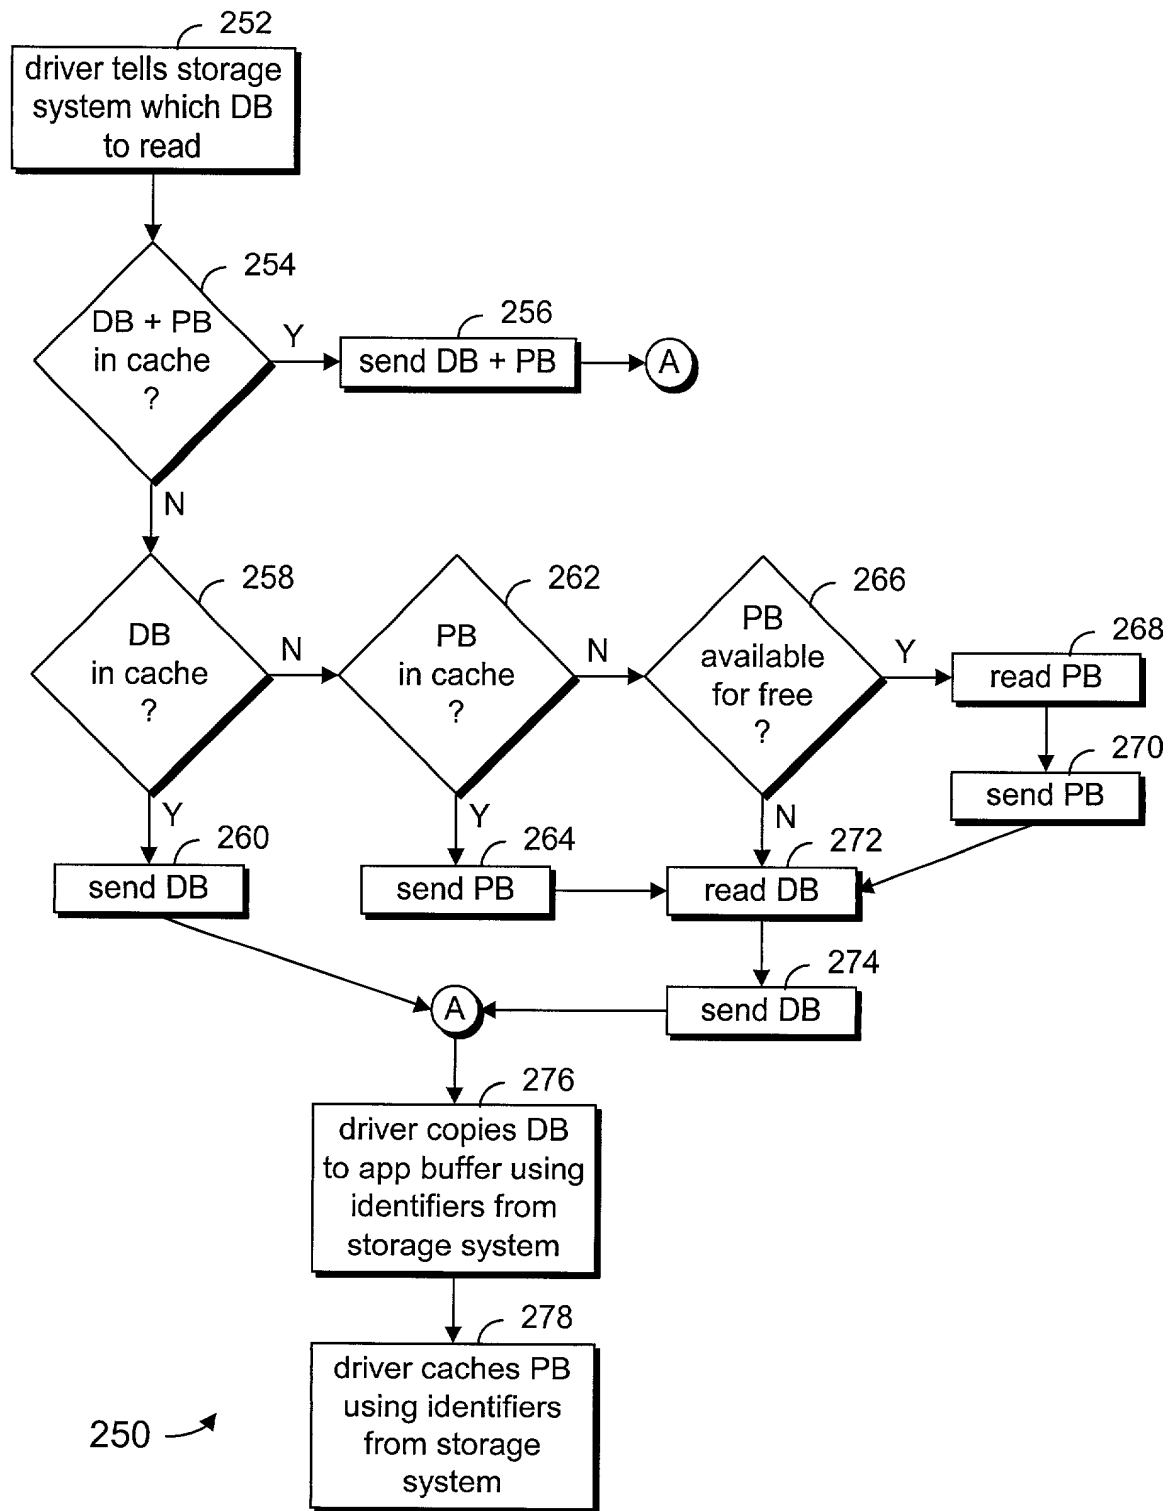 252
driver tells storage
system which DB
to read
254
DB + PB
in cache
?
Y
256
send DB + PB
A
N
258
DB
in cache
?
N
262
PB
in cache
?
N
266
PB
available
for free
?
Y
268
read PB
270
send PB
Y
260
send DB
Y
264
send PB
N
272
read DB
274
send DB
A
276
driver copies DB
to app buffer using
identifiers from
storage system
278
driver caches PB
using identifiers
from storage
system
250